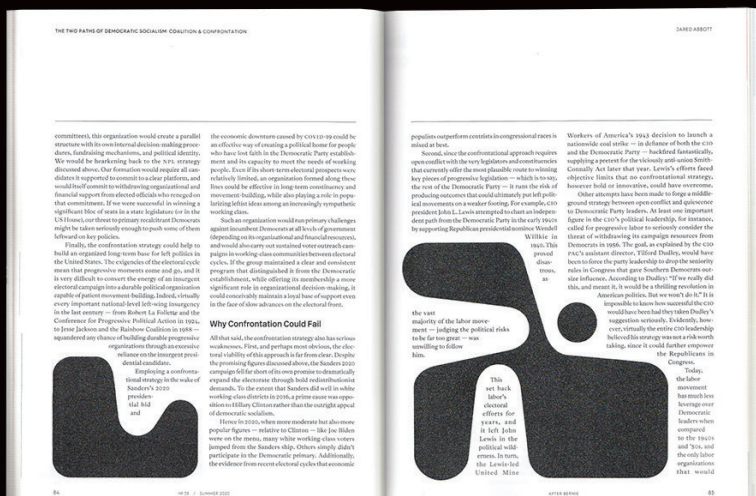 THE TWO PATHS OF DEMOCRATIC SOCIALISM: COALITION & CONFRONTATION
committees), this organization would create a parallel
structure with its own internal decision-making proce-
dures, fundraising mechanisms, and political identity.
We would be hearkening back to the NPL strategy
discussed above. Our formation would require all can-
didates it supported to commit to a clear platform, and
would itself commit to withdrawing organizational and
financial support from elected officials who reneged on
that commitment. If we were successful in winning a
significant bloc of seats in a state legislature (or in the
US House), our threat to primary recalcitrant Democrats
might be taken seriously enough to push some of them
leftward on key policies.
Finally, the confrontation strategy could help to
build an organized long-term base for left politics in
the United States. The exigencies of the electoral cycle
mean that progressive moments come and go, and it
is very difficult to convert the energy of an insurgent
electoral campaign into a durable political organization
capable of patient movement-building. Indeed, virtually
every important national-level left-wing insurgency
in the last century — from Robert La Follette and the
Conference for Progressive Political Action in 1924,
to Jesse Jackson and the Rainbow Coalition in 1988 —
squandered any chance of building durable progressive
organizations through an excessive
reliance on the insurgent presi-
dential candidate.
Employing a confronta-
tional strategy in the wake of
Sanders's 2020
presiden-
tial bid
and
the economic downturn caused by COVID-19 could be
an effective way of creating a political home for people
who have lost faith in the Democratic Party establish-
ment and its capacity to meet the needs of working
people. Even if its short-term electoral prospects were
relatively limited, an organization formed along these
lines could be effective in long-term constituency and
movement-building, while also playing a role in popu-
larizing leftist ideas among an increasingly sympathetic
working class.
Such an organization would run primary challenges
against incumbent Democrats at all levels of government
(depending on its organizational and financial resources),
and would also carry out sustained voter outreach cam-
paigns in working-class communities between electoral
cycles. If the group maintained a clear and consistent
program that distinguished it from the Democratic
establishment, while offering its membership a more
significant role in organizational decision-making, it
could conceivably maintain a loyal base of support even
in the face of slow advances on the electoral front.
Why Confrontation Could Fail
All that said, the confrontation strategy also has serious
weaknesses. First, and perhaps most obviously, the elec-
toral viability of this approach is far from clear. Despite
the promising figures discussed above, the Sanders 2020
campaign fell far short of its own promise to dramatically
expand the electorate through bold redistributionist
demands. To the extent that Sanders did well in white
working-class districts in 2016, a prime cause was oppo-
sition to Hillary Clinton rather than the outright appeal
of democratic socialism.
Hence in 2020, when more moderate but also more
popular figures — relative to Clinton — like Joe Biden
were on the menu, many white working-class voters
jumped from the Sanders ship. Others simply didn't
participate in the Democratic primary. Additionally,
the evidence from recent electoral cycles that economic
84
Nº 38 / SUMMER 2020
JARED ABBOTT
populists outperform centrists in congressional races is
mixed at best.
Second, since the confrontational approach requires
open conflict with the very legislators and constituencies
that currently offer the most plausible route to winning
key pieces of progressive legislation — which is to say,
the rest of the Democratic Party — it runs the risk of
producing outcomes that could ultimately put left polit-
ical movements on a weaker footing. For example, CIO
president John L. Lewis attempted to chart an indepen-
dent path from the Democratic Party in the early 1940s
by supporting Republican presidential nominee Wendell
Willkie in
1940. This
proved
disas-
trous,
as
the vast
majority of the labor move-
ment — judging the political risks
to be far too great — was
unwilling to follow
him.
This
set back
labor's
electoral
efforts for
years, and
it left John
Lewis in the
political wild-
erness. In turn,
the Lewis-led
United Mine
Workers of America's 1943 decision to launch a
nationwide coal strike — in defiance of both the CIO
and the Democratic Party — backfired fantastically,
supplying a pretext for the viciously anti-union Smith-
Connally Act later that year. Lewis's efforts faced
objective limits that no confrontational strategy,
however bold or innovative, could have overcome.
Other attempts have been made to forge a middle-
ground strategy between open conflict and quiescence
to Democratic Party leaders. At least one important
figure in the CIO's political leadership, for instance,
called for progressive labor to seriously consider the
threat of withdrawing its campaign resources from
Democrats in 1956. The goal, as explained by the CIO
PAC's assistant director, Tilford Dudley, would have
been to force the party leadership to drop the seniority
rules in Congress that gave Southern Democrats out-
size influence. According to Dudley: "If we really did
this, and meant it, it would be a thrilling revolution in
American politics. But we won't do it." It is
impossible to know how successful the CIO
would have been had they taken Dudley's
suggestion seriously. Evidently, how-
ever, virtually the entire CIO leadership
believed his strategy was not a risk worth
taking, since it could further empower
the Republicans in
Congress.
Today,
the labor
movement
has much less
leverage over
Democratic
leaders when
compared
to the 1940s
and '50s, and
the only labor
organizations
that would
AFTER BERNIE
85